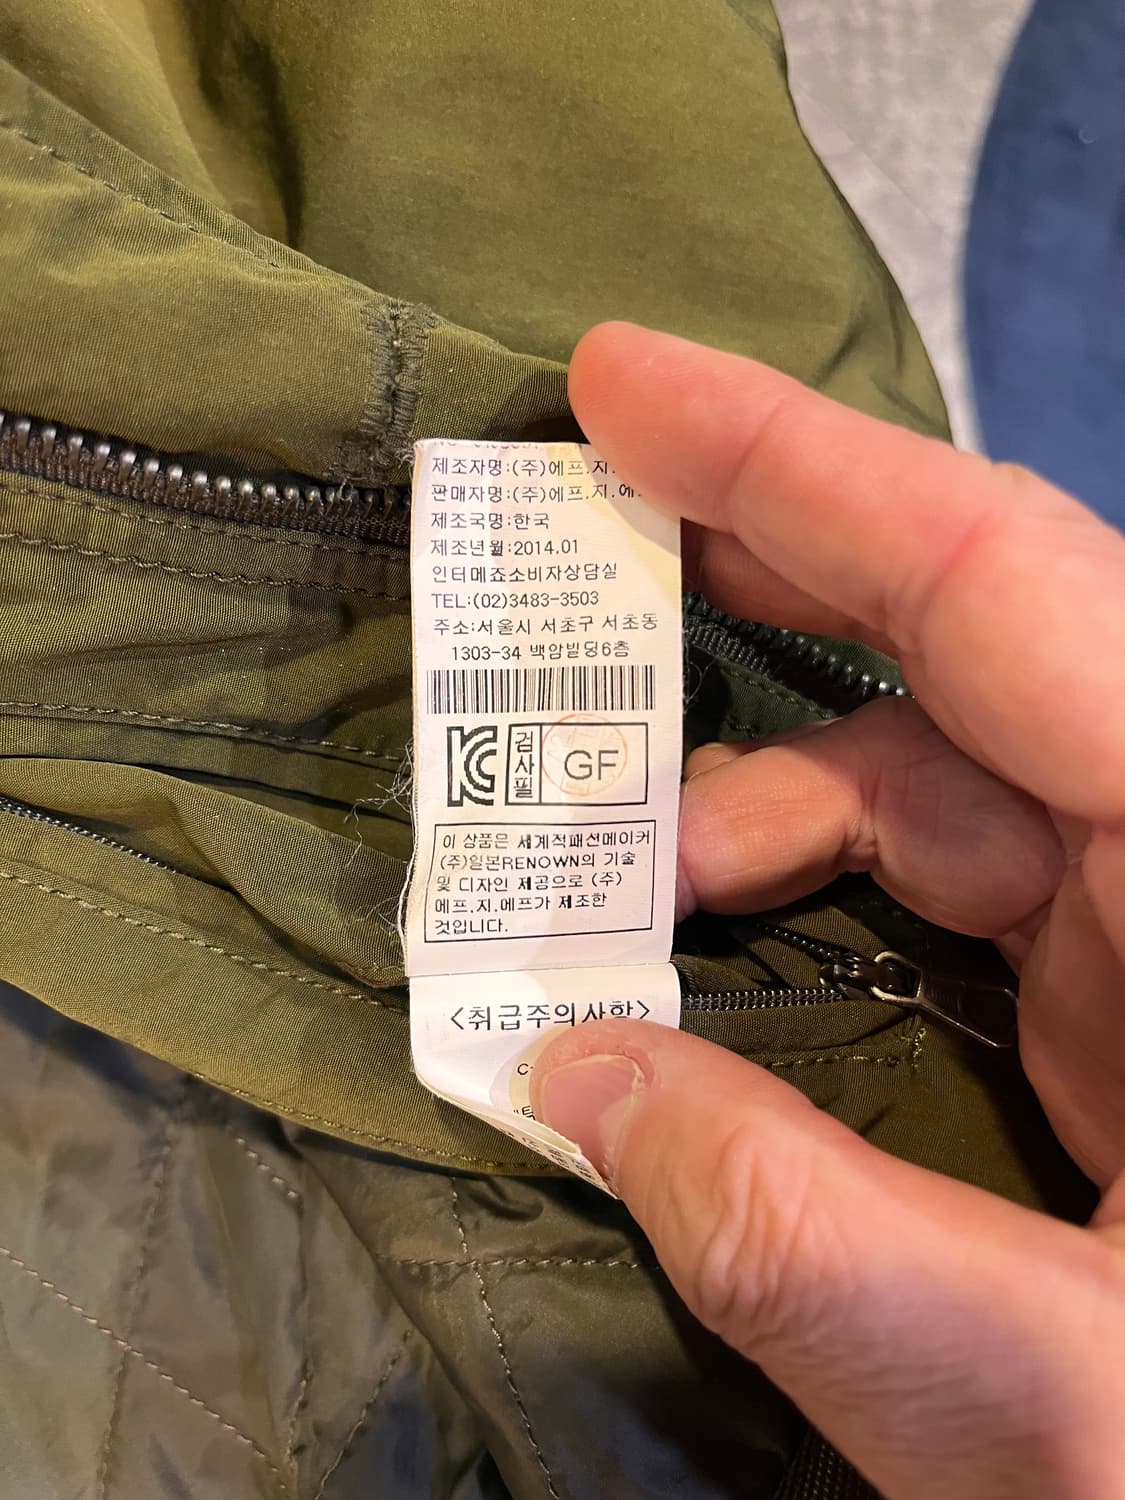 제조자명:(주)에프.지.
판매자명:(주)에프.지.에
제조국명:한국
제조년월:2014.01
인터메죠소비자상담실
TEL:(02)3483-3503
주소:서울시 서초구 서초동
1303-34 백암빌딩6층
KC
검사필
GF
이 상품은 세계적패션메이커
(주)일본RENOWN의 기술
및 디자인 제공으로 (주)
에프.지.에프가 제조한
것입니다.
<취급주의사항>